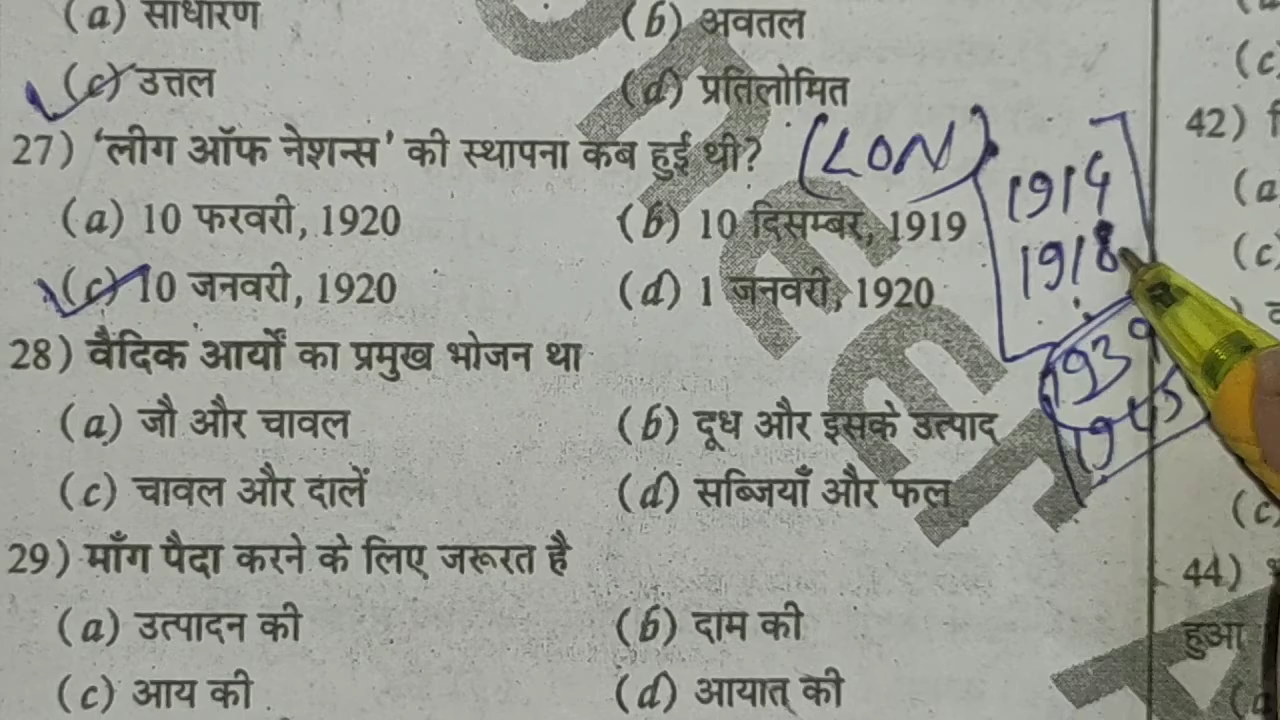 (a) साधारण (b) अवतल
(c) उत्तल (d) प्रतिलोमित
27) 'लीग ऑफ नेशन्स' की स्थापना कब हुई थी? (LON)
1914
(a) 10 फरवरी, 1920 (b) 10 दिसम्बर, 1919
1918
(c) 10 जनवरी, 1920 (d) 1 जनवरी, 1920
1939
28) वैदिक आर्यों का प्रमुख भोजन था
(a) जौ और चावल (b) दूध और इसके उत्पाद
1945
(c) चावल और दालें (d) सब्जियाँ और फल
29) माँग पैदा करने के लिए जरूरत है
(a) उत्पादन की (b) दाम की
(c) आय की (d) आयात की
(c)
42)
(a
(c)
(c)
44)
हुआ
(a)